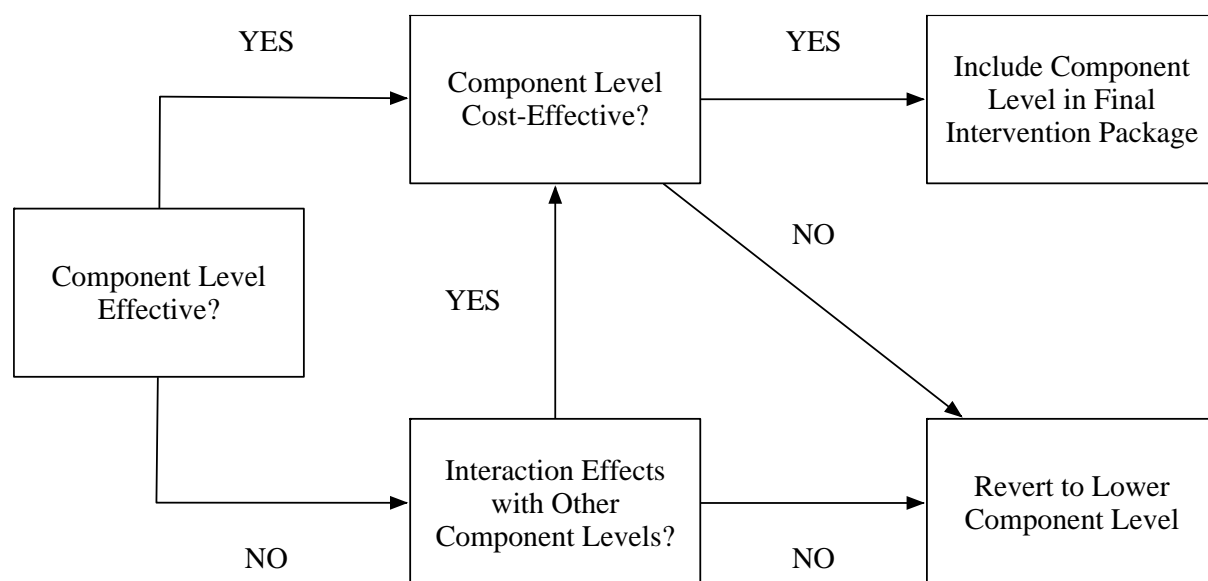 YES
YES
Component Level
Cost-Effective?
Include Component
Level in Final
Intervention Package
NO
Component Level
Effective?
YES
Interaction Effects
with Other
Component Levels?
Revert to Lower
Component Level
NO
NO